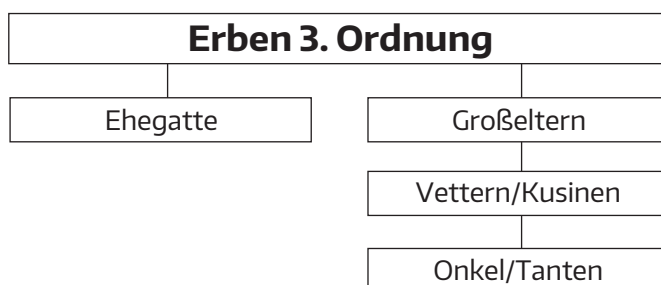 Erben 3. Ordnung
Ehegatte
Großeltern
Vettern/Kusinen
Onkel/Tanten